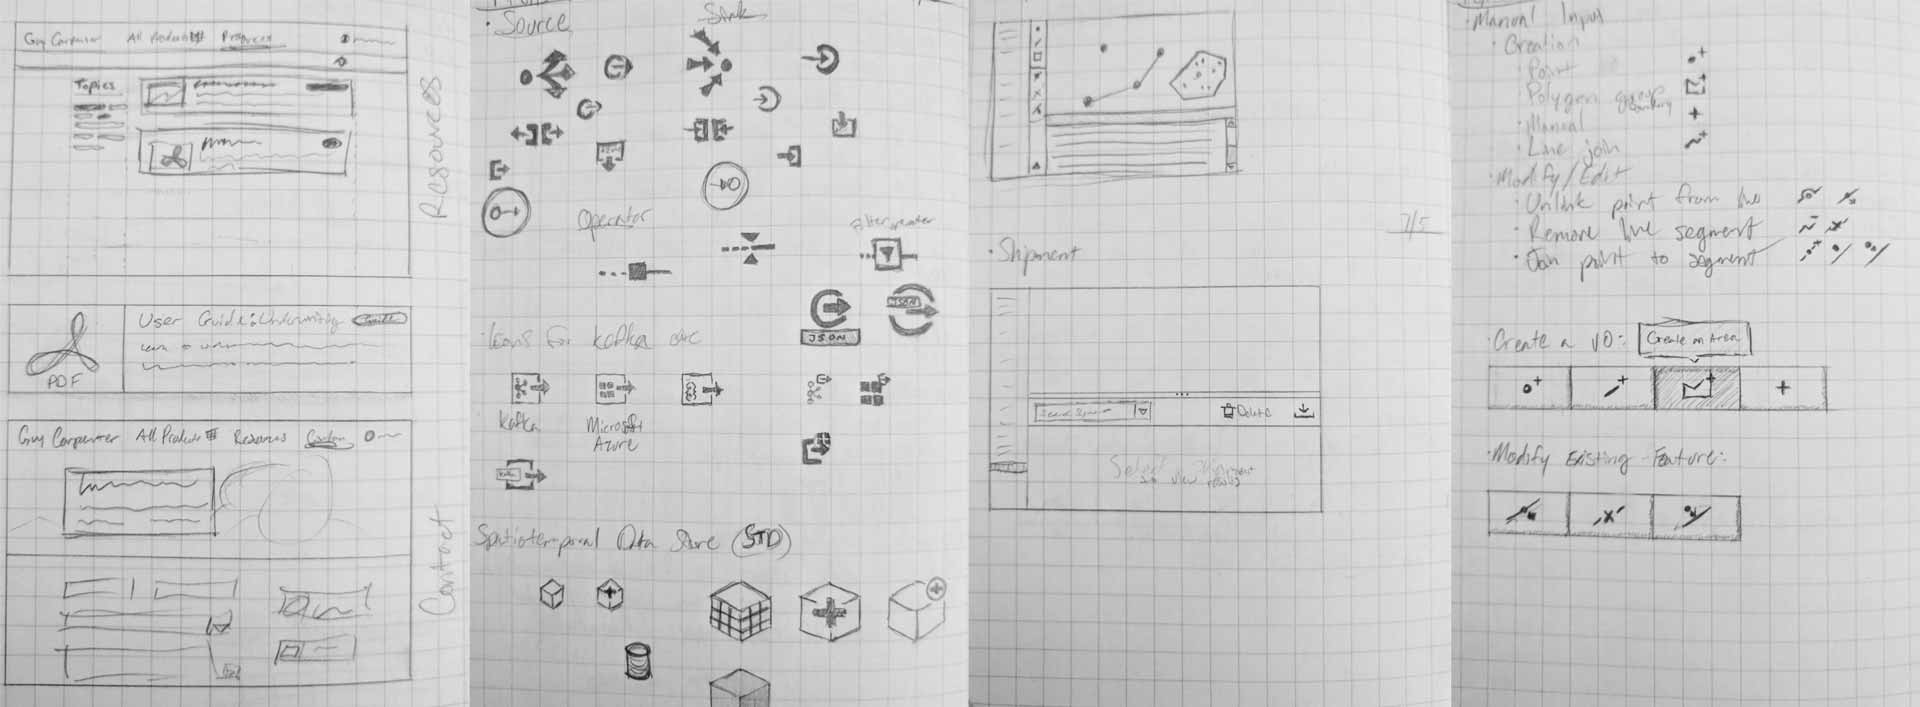 Guy Carpenter All Products Resources
Topics
Resources
User Guide: Underwriting Guide
PDF
Guy Carpenter All Products Resources Contact
Contact
· Source
Sink
Operator
Filter
JSON
JSON
· Icons for Kafka etc
Kafka
Microsoft
Azure
Kafka
Spatiotemporal Data Store (STD)
7/5
· Shipment
Delete
Select a
to view
· Manual Input
· Creation
· Point
· Polygon group
· Manual
· Line join
· Modify/Edit
· Unlink point from line
· Remove line segment
· Join point to segment
· Create a VO: Create an Area
· Modify Existing Feature: